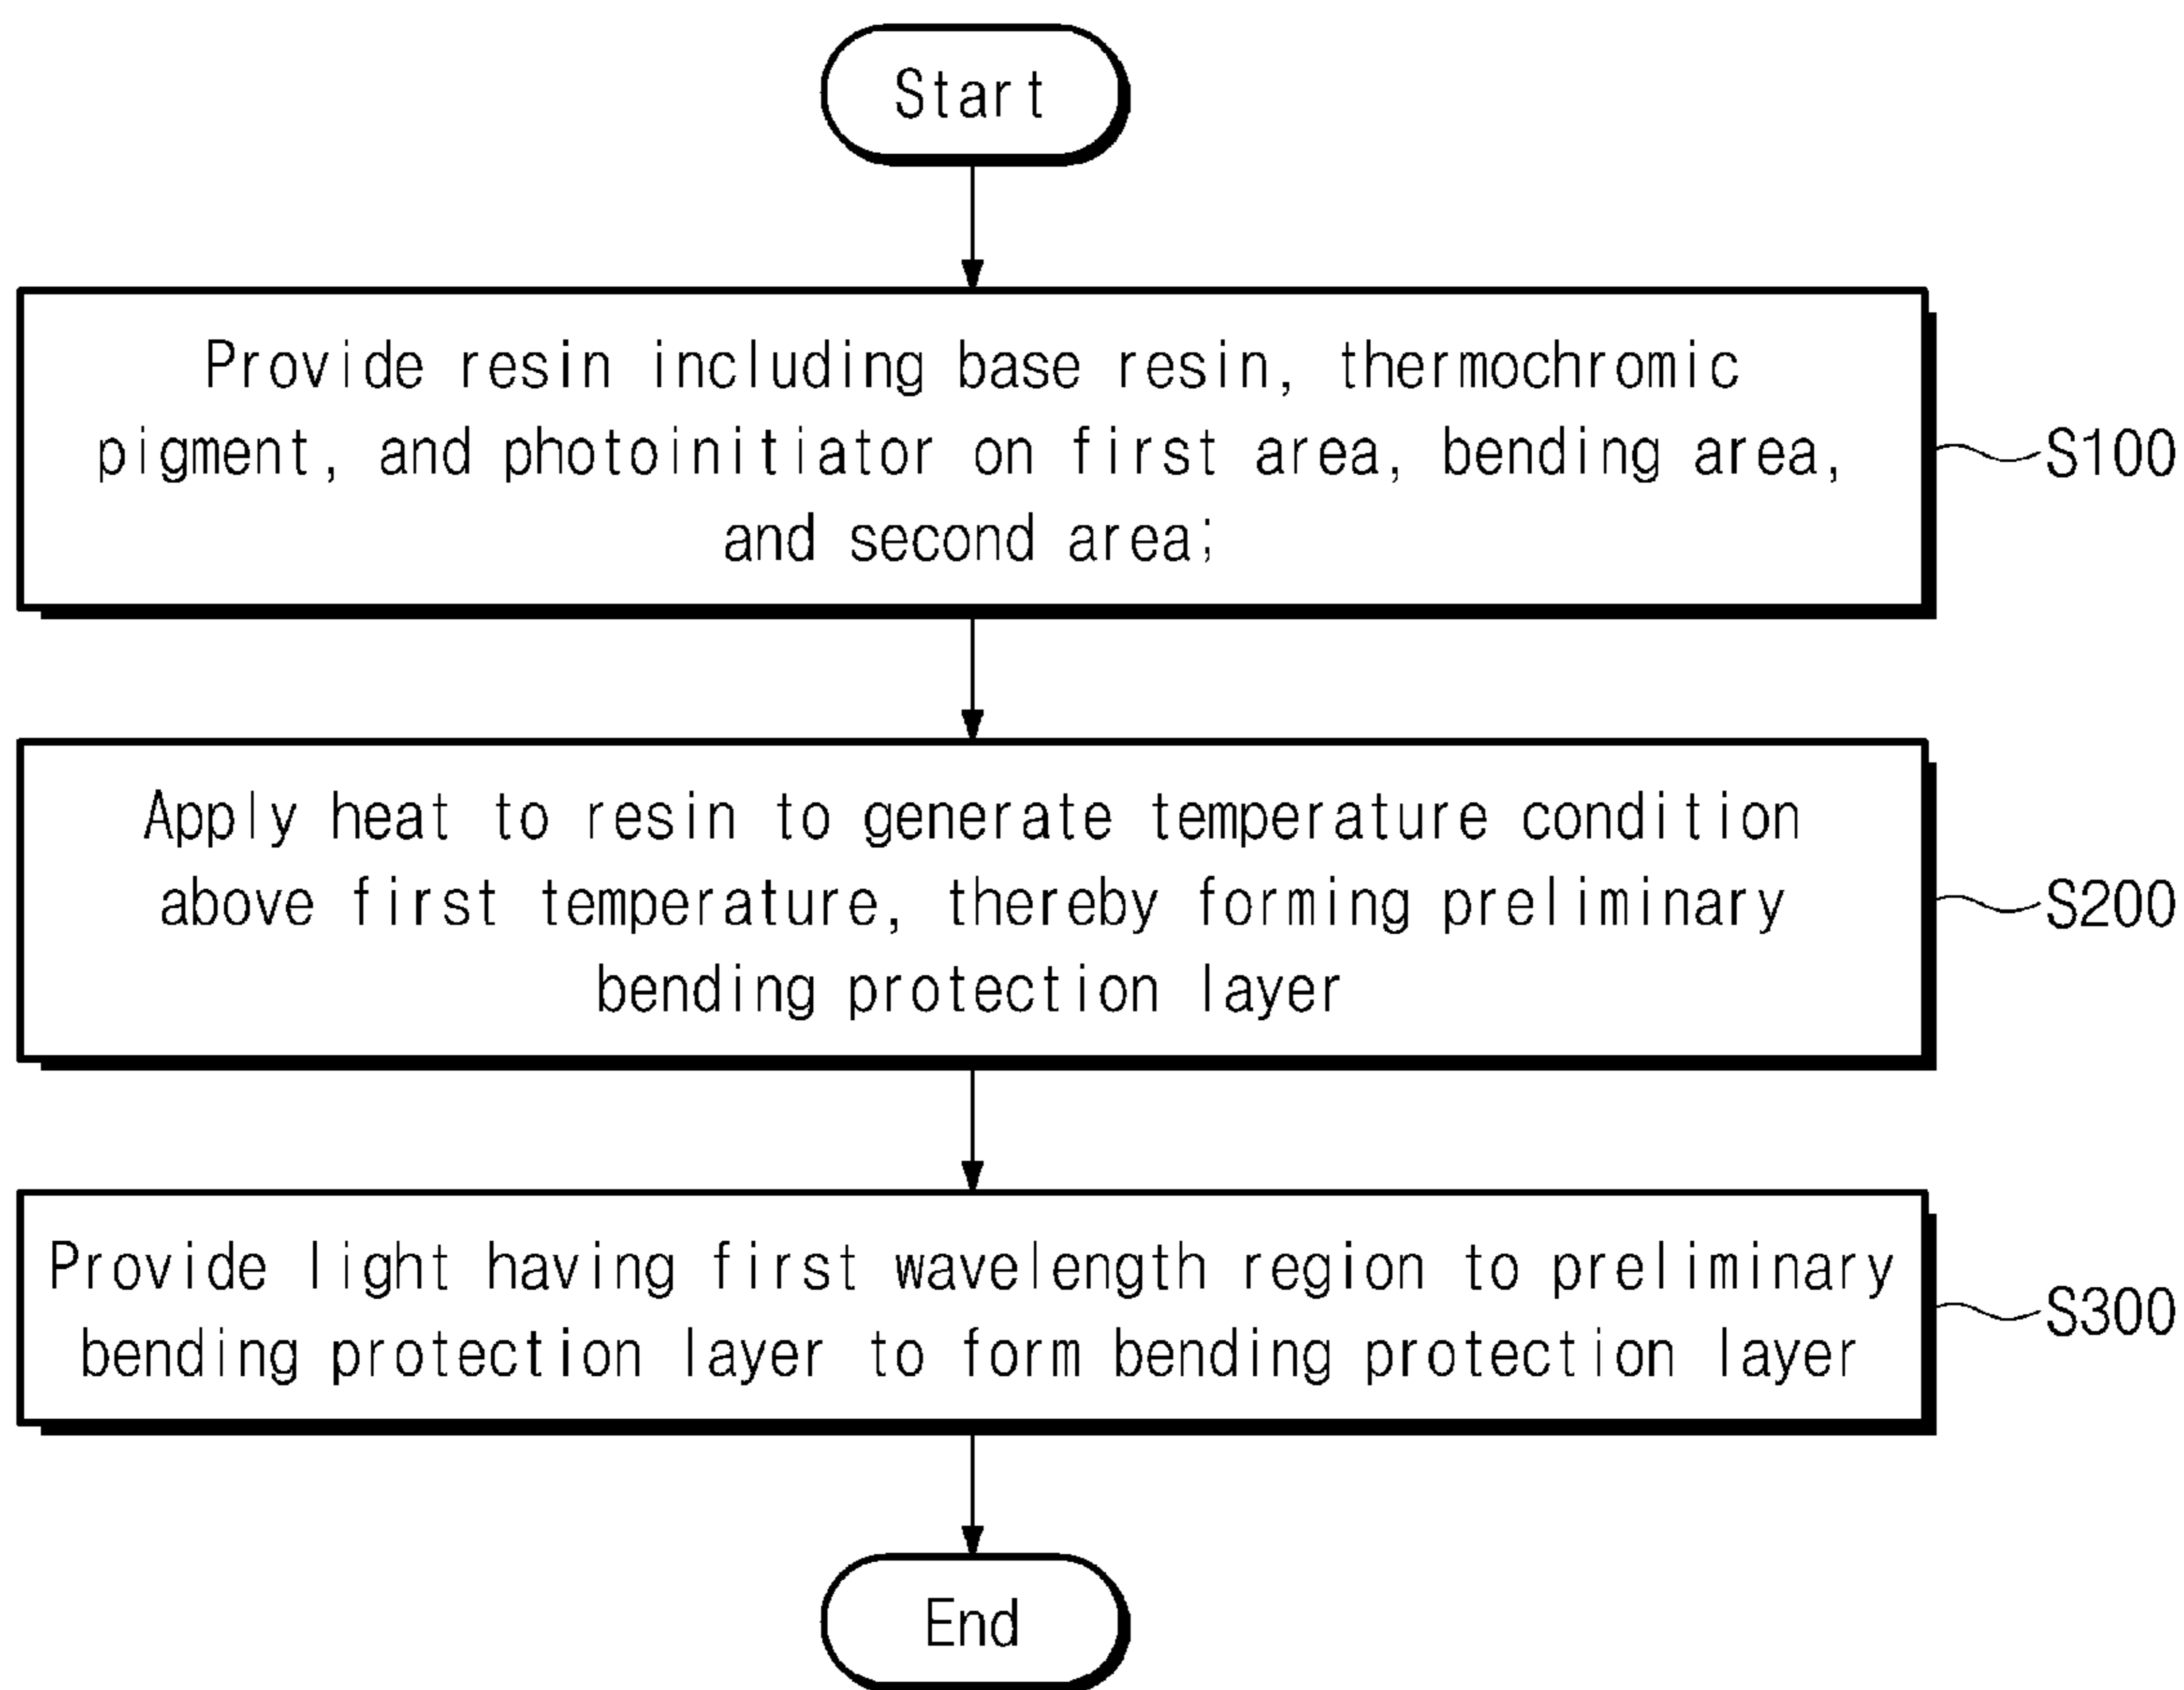 Start
Provide resin including base resin, thermochromic
pigment, and photoinitiator on first area, bending area,
and second area;
S100
Apply heat to resin to generate temperature condition
above first temperature, thereby forming preliminary
bending protection layer
S200
Provide light having first wavelength region to preliminary
bending protection layer to form bending protection layer
S300
End